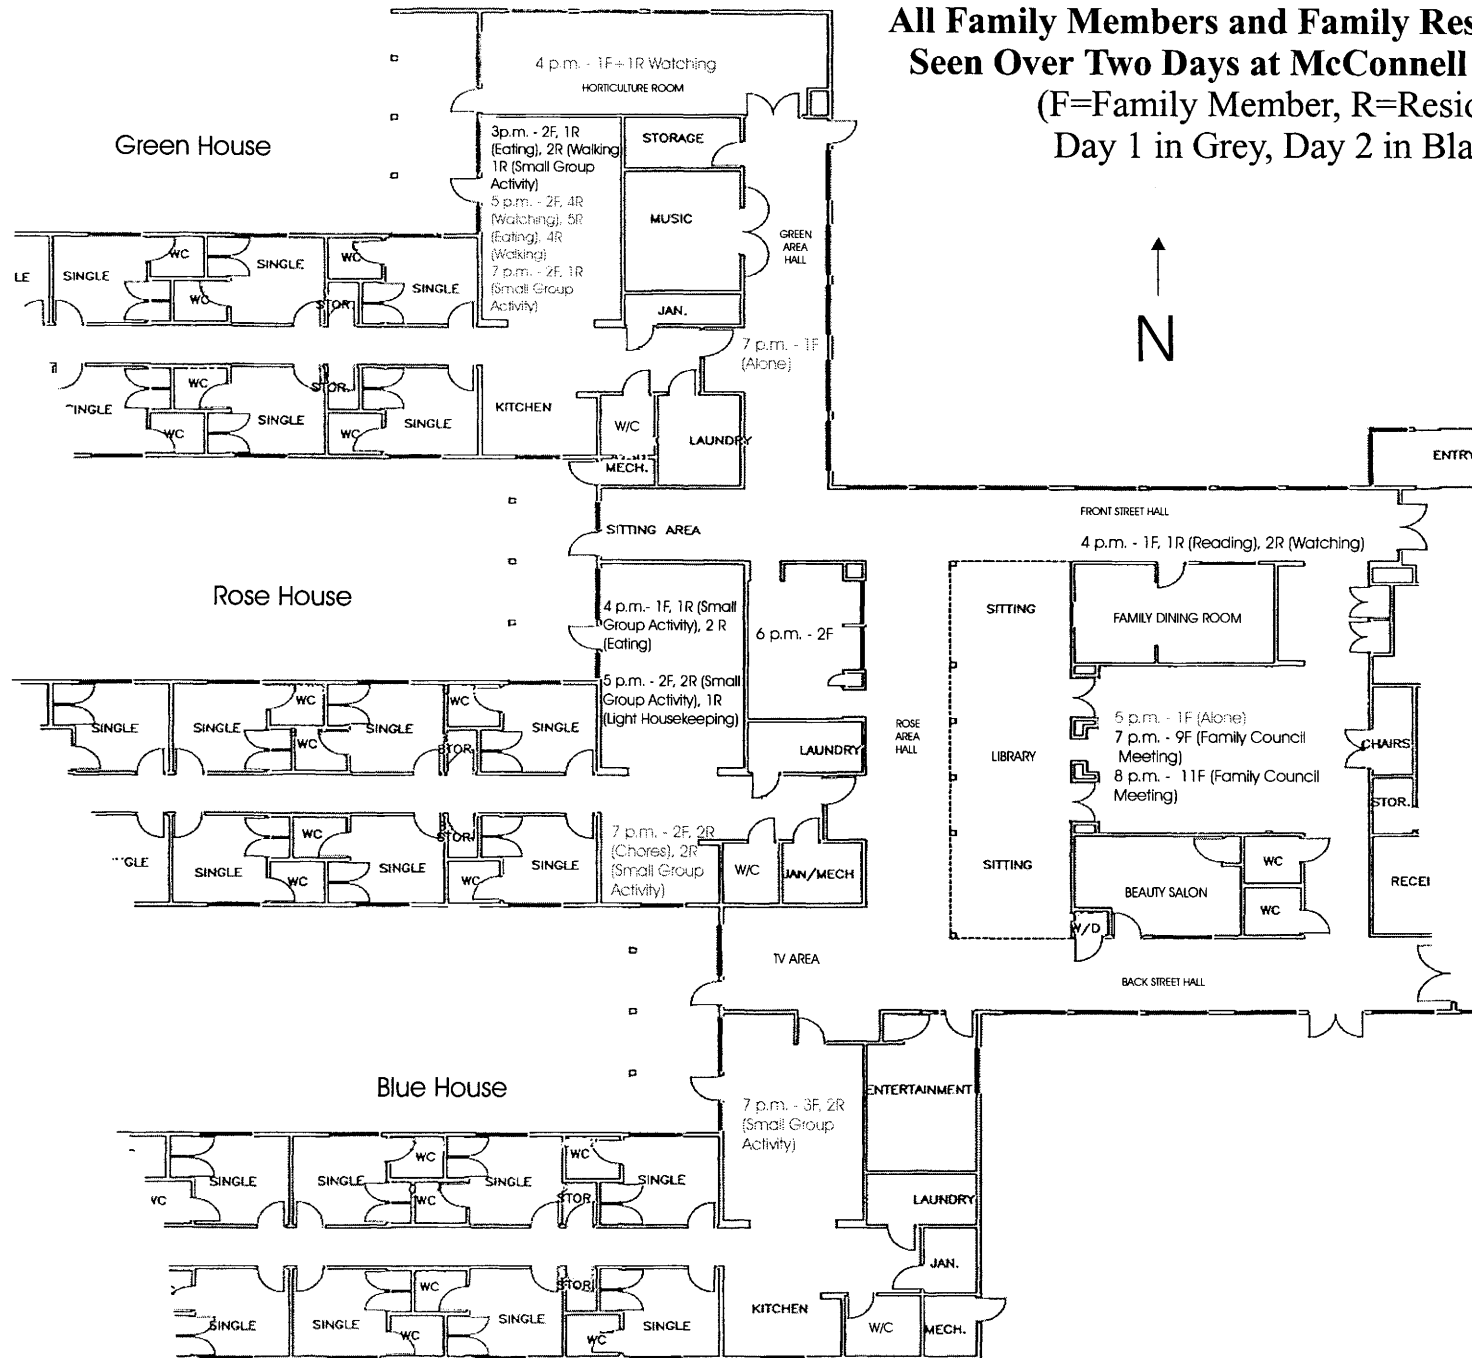 All Family Members and Family Res
Seen Over Two Days at McConnell
(F=Family Member, R=Resid
Day 1 in Grey, Day 2 in Bla
N
4 p.m. - 1F÷1R Watching
HORTICULTURE ROOM
Green House
3p.m. - 2F, 1R
(Eating), 2R (Walking
1R (Small Group
Activity)
5 p.m. - 2F, 4R
(Watching), 5R
(Eating), 4R
(Walking)
7 p.m. - 2F, 1R
(Small Group
Activity)
STORAGE
MUSIC
GREEN
AREA
HALL
JAN.
7 p.m. - 1F
(Alone)
LE
SINGLE
WC
WC
SINGLE
WC
STOR
SINGLE
INGLE
WC
WC
SINGLE
STOR.
WC
SINGLE
KITCHEN
W/C
LAUNDRY
MECH.
ENTRY
SITTING AREA
FRONT STREET HALL
4 p.m. - 1F, 1R (Reading), 2R (Watching)
Rose House
4 p.m.- 1F, 1R (Small
Group Activity), 2 R
(Eating)
5 p.m. - 2F, 2R (Small
Group Activity), 1R
(Light Housekeeping)
6 p.m. - 2F
SITTING
FAMILY DINING ROOM
ROSE
AREA
HALL
LIBRARY
5 p.m. - 1F (Alone)
7 p.m. - 9F (Family Council
Meeting)
8 p.m. - 11F (Family Council
Meeting)
CHAIRS
STOR.
LAUNDRY
SINGLE
SINGLE
WC
WC
SINGLE
WC
STOR
SINGLE
GLE
SINGLE
WC
WC
SINGLE
STOR.
WC
SINGLE
7 p.m. - 2F, 2R
(Chores), 2R
(Small Group
Activity)
W/C
JAN/MECH
SITTING
BEAUTY SALON
WC
WC
W/D
RECEI
TV AREA
BACK STREET HALL
Blue House
7 p.m. - 3F, 2R
(Small Group
Activity)
ENTERTAINMENT
LAUNDRY
JAN.
VC
SINGLE
SINGLE
WC
WC
SINGLE
WC
STOR.
SINGLE
SINGLE
SINGLE
WC
WC
SINGLE
STOR.
WC
SINGLE
KITCHEN
W/C
MECH.